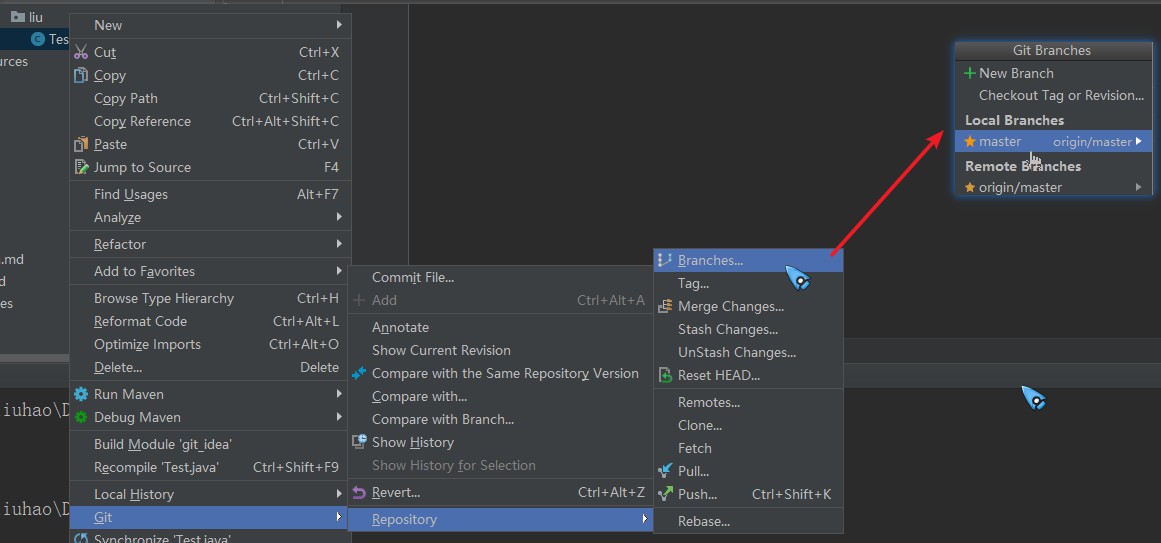 liu
Tes
urces
.md
d
es
iuhao\D
iuhao\D
New
Cut Ctrl+X
Copy Ctrl+C
Copy Path Ctrl+Shift+C
Copy Reference Ctrl+Alt+Shift+C
Paste Ctrl+V
Jump to Source F4
Find Usages Alt+F7
Analyze
Refactor
Add to Favorites
Browse Type Hierarchy Ctrl+H
Reformat Code Ctrl+Alt+L
Optimize Imports Ctrl+Alt+O
Delete... Delete
Run Maven
Debug Maven
Build Module 'git_idea'
Recompile 'Test.java' Ctrl+Shift+F9
Local History
Git
Synchronize 'Test.java'
Commit File...
Add Ctrl+Alt+A
Annotate
Show Current Revision
Compare with the Same Repository Version
Compare with...
Compare with Branch...
Show History
Show History for Selection
Revert... Ctrl+Alt+Z
Repository
Branches...
Tag...
Merge Changes...
Stash Changes...
UnStash Changes...
Reset HEAD...
Remotes...
Clone...
Fetch
Pull...
Push... Ctrl+Shift+K
Rebase...
Git Branches
New Branch
Checkout Tag or Revision...
Local Branches
master origin/master
Remote Branches
origin/master